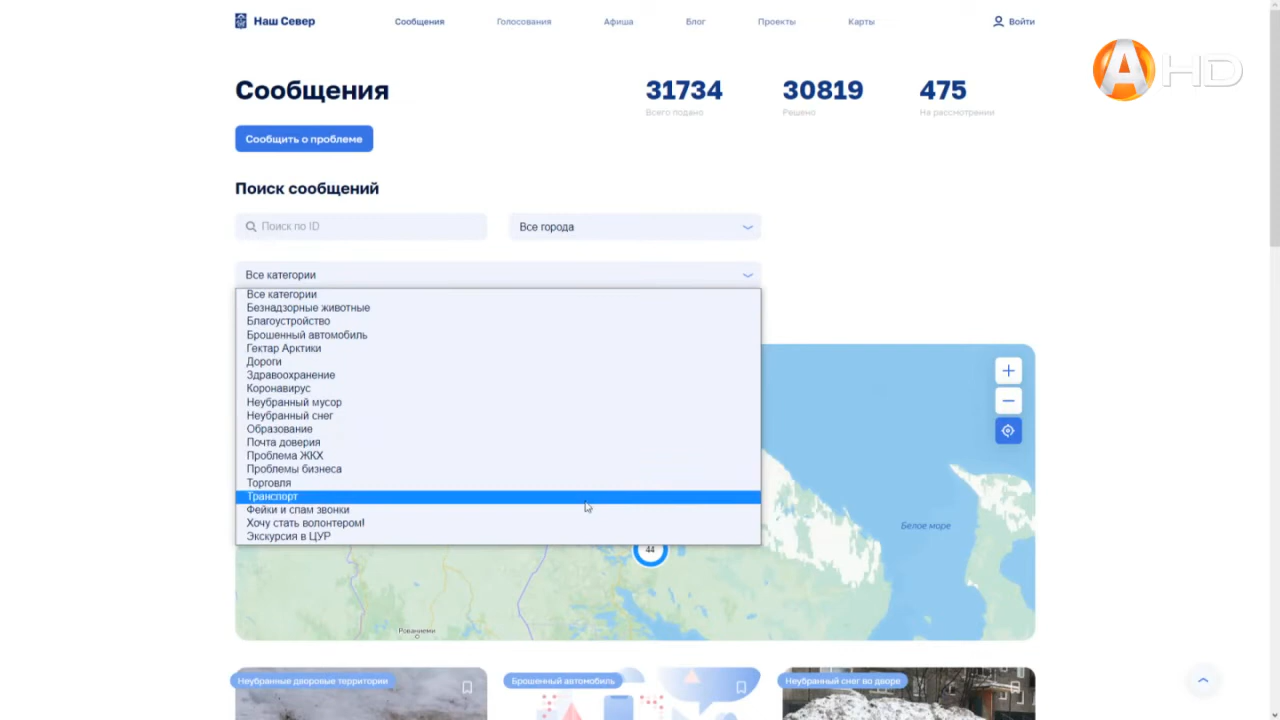 Наш Север
Сообщения
Голосования
Афиша
Блог
Проекты
Карты
Войти
А HD
Сообщения
31734
30819
475
Всего подано
Решено
На рассмотрении
Сообщить о проблеме
Поиск сообщений
Поиск по ID
Все города
Все категории
Все категории
Безнадзорные животные
Благоустройство
Брошенный автомобиль
Гектар Арктики
Дороги
Здравоохранение
Коронавирус
Неубранный мусор
Неубранный снег
Образование
Почта доверия
Проблема ЖКХ
Проблемы бизнеса
Торговля
Транспорт
Фейки и спам звонки
Хочу стать волонтером!
Экскурсия в ЦУР
Белое море
44
Рованиеми
Неубранные дворовые территории
Брошенный автомобиль
Неубранный снег во дворе